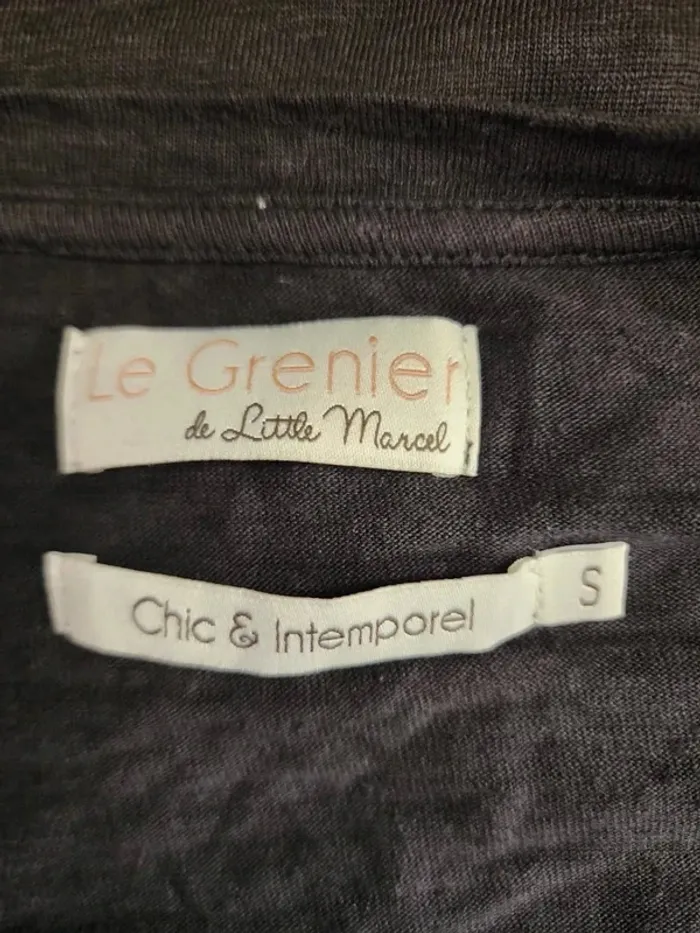 Le Grenier
de Little Marcel
Chic & Intemporel
S